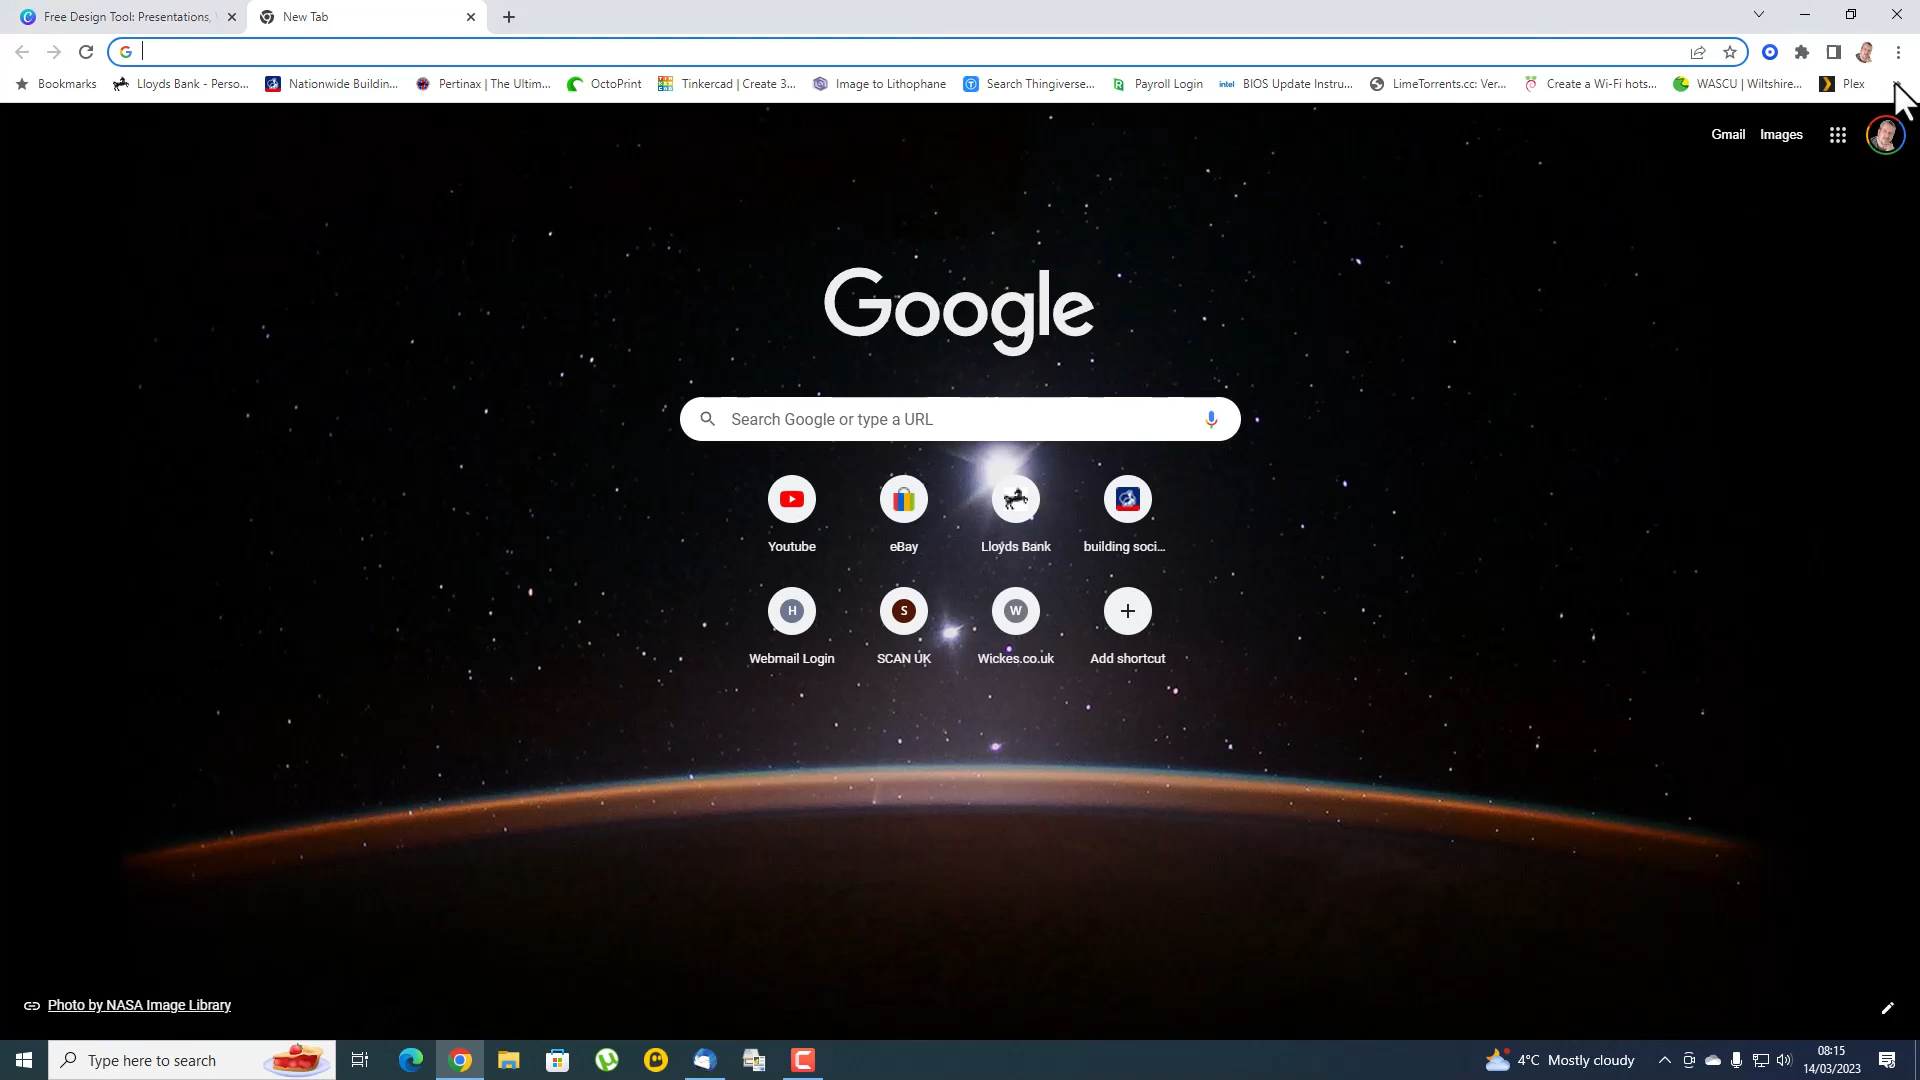 Free Design Tool: Presentations,
New Tab
Bookmarks
Lloyds Bank - Perso...
Nationwide Buildin...
Pertinax | The Ultim...
OctoPrint
Tinkercad | Create 3...
Image to Lithophane
Search Thingiverse...
Payroll Login
intel BIOS Update Instru...
LimeTorrents.cc: Ver...
Create a Wi-Fi hots...
WASCU | Wiltshire...
Plex
Gmail Images
Google
Search Google or type a URL
Youtube
eBay
Lloyds Bank
building soci...
H
S
W
Webmail Login
SCAN UK
Wickes.co.uk
Add shortcut
Photo by NASA Image Library
Type here to search
4°C Mostly cloudy
08:15
14/03/2023